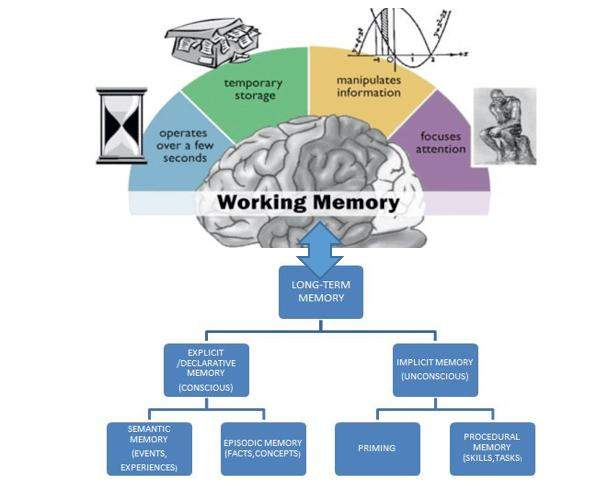 temporary
storage
manipulates
information
operates
over a few
seconds
focuses
attention
Working Memory
LONG-TERM
MEMORY
EXPLICIT
/DECLARATIVE
MEMORY
(CONSCIOUS)
IMPLICIT MEMORY
(UNCONSCIOUS)
SEMANTIC
MEMORY
(EVENTS,
EXPERIENCES)
EPISODIC MEMORY
(FACTS,CONCEPTS)
PRIMING
PROCEDURAL
MEMORY
(SKILLS,TASKS)